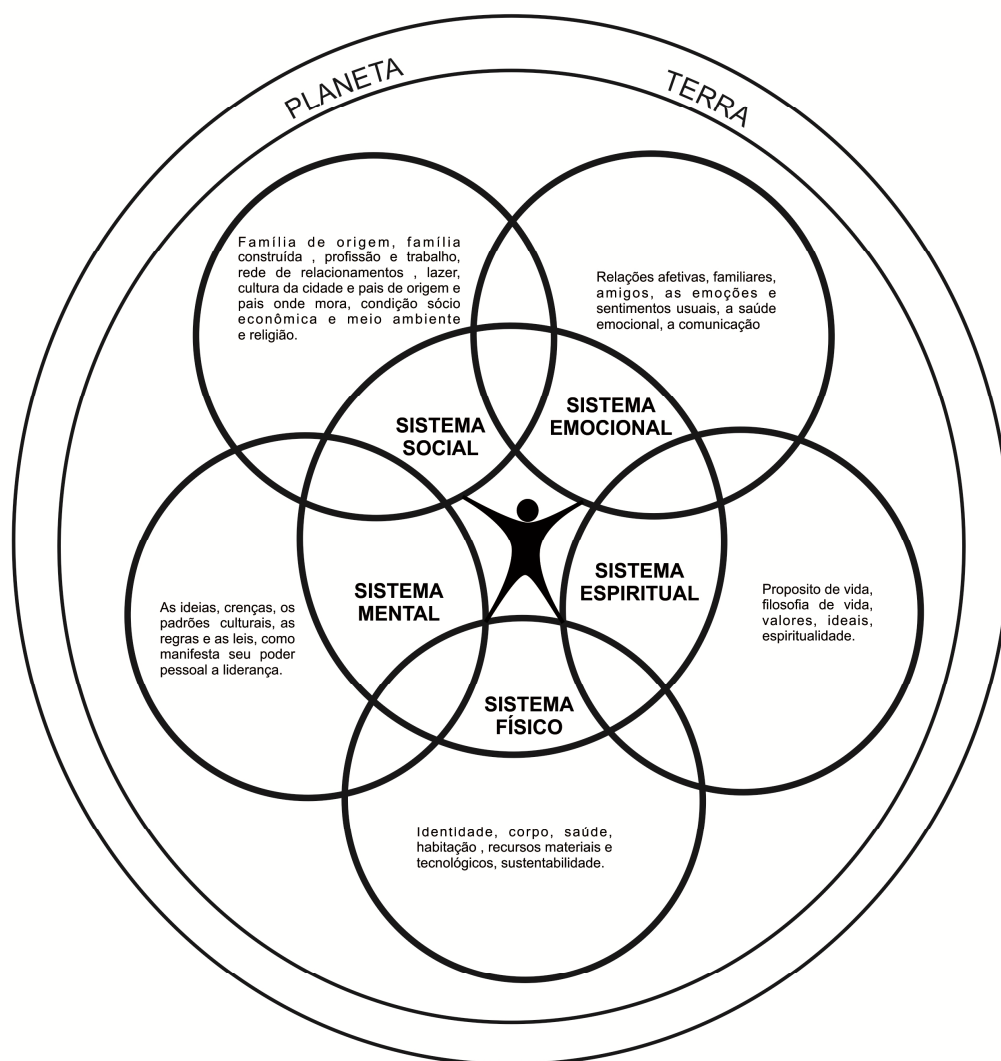 PLANETA TERRA
Família de origem, família
construída , profissão e trabalho,
rede de relacionamentos , lazer,
cultura da cidade e pais de origem e
pais onde mora, condição sócio
econômica e meio ambiente
e religião.
Relações afetivas, familiares,
amigos, as emoções e
sentimentos usuais, a saúde
emocional, a comunicação
SISTEMA
SOCIAL
SISTEMA
EMOCIONAL
SISTEMA
MENTAL
SISTEMA
ESPIRITUAL
As ideias, crenças, os
padrões culturais, as
regras e as leis, como
manifesta seu poder
pessoal a liderança.
Proposito de vida,
filosofia de vida,
valores, ideais,
espiritualidade.
SISTEMA
FÍSICO
Identidade, corpo, saúde,
habitação , recursos materiais e
tecnológicos, sustentabilidade.